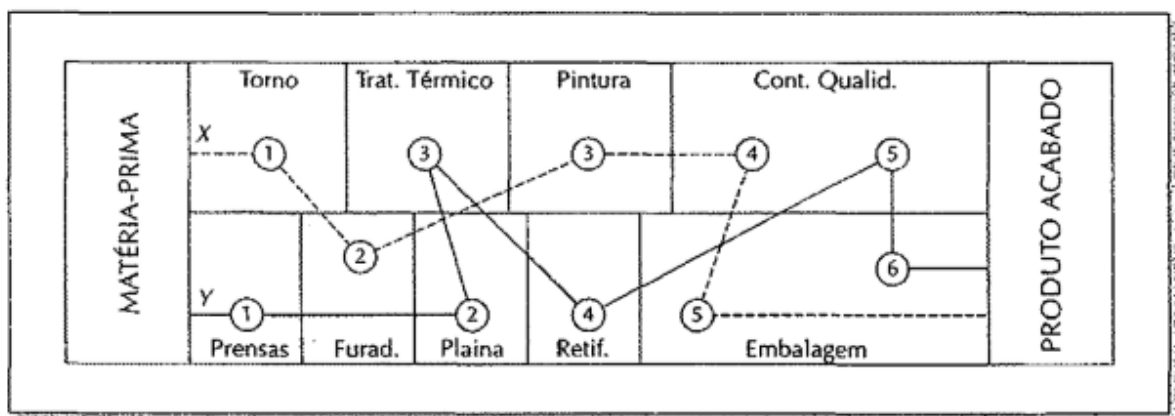 MATÉRIA-PRIMA
Torno
Trat. Térmico
Pintura
Cont. Qualid.
X
1
3
3
4
5
2
6
Y
1
2
4
5
Prensas
Furad.
Plaina
Retif.
Embalagem
PRODUTO ACABADO